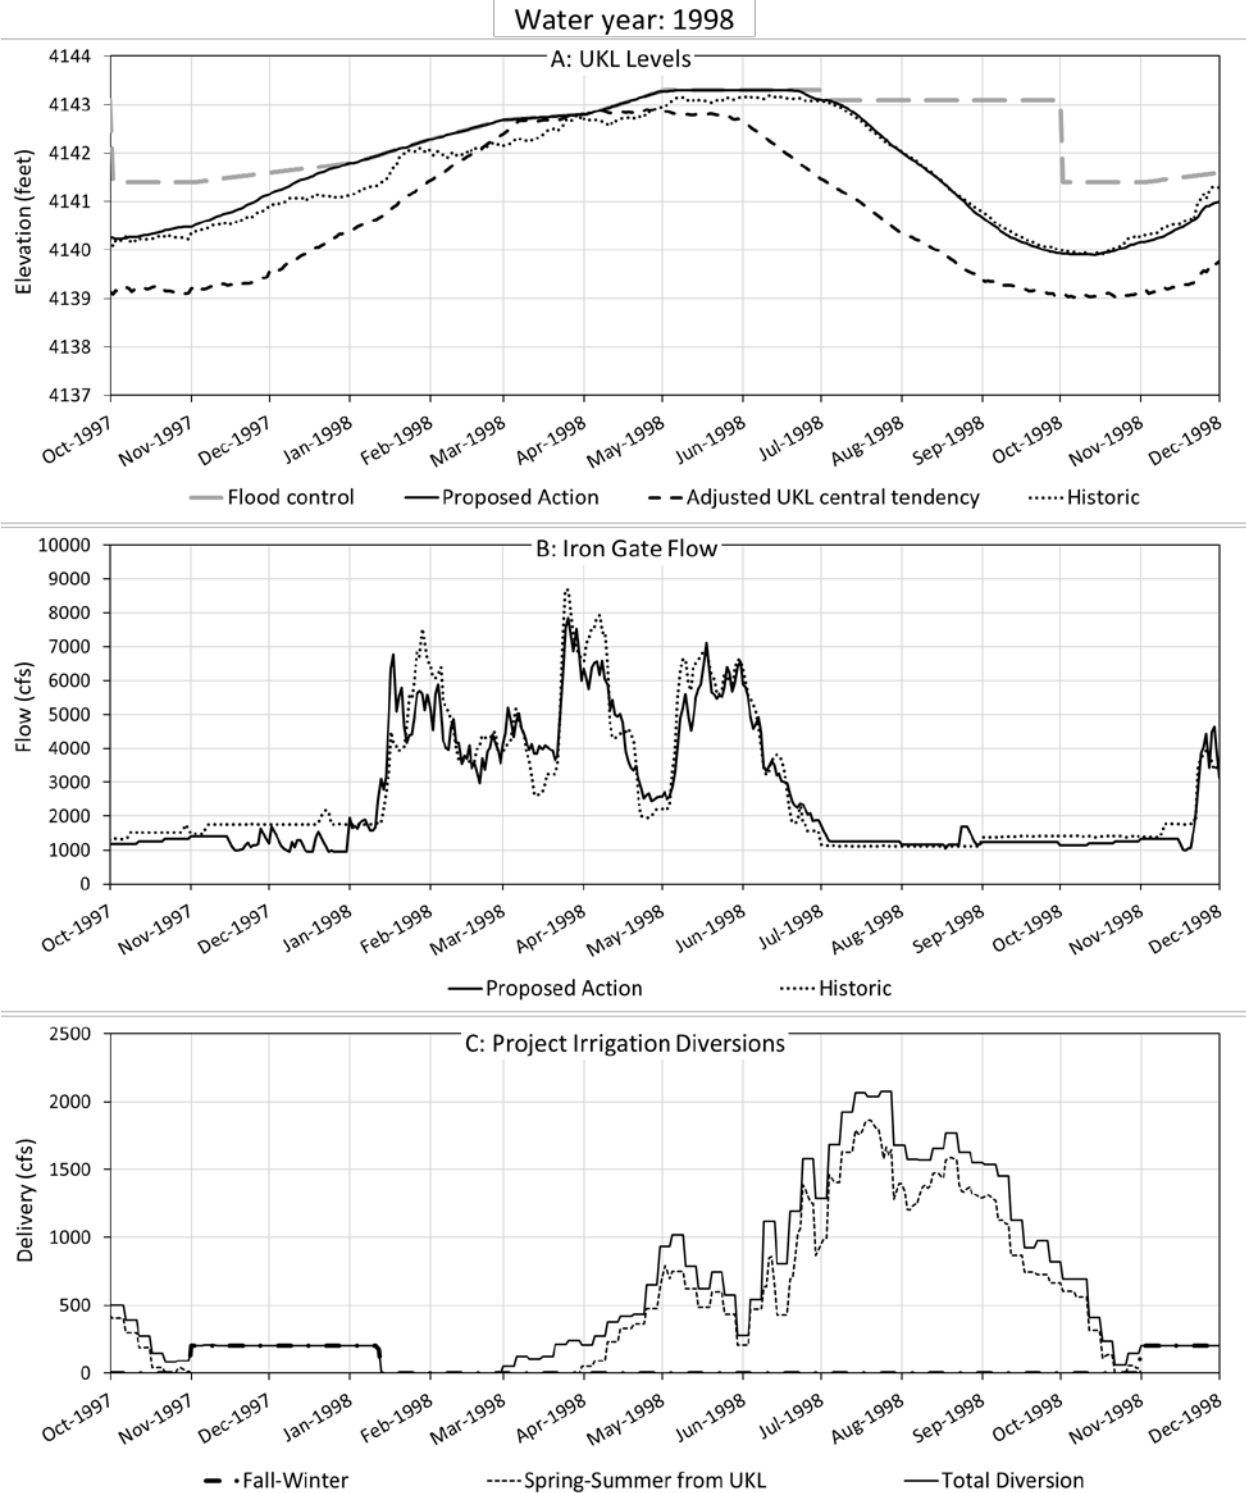 Water year: 1998
A: UKL Levels
4144
4143
4142
4141
4140
4139
4138
4137
Elevation (feet)
Oct-1997 Nov-1997 Dec-1997 Jan-1998 Feb-1998 Mar-1998 Apr-1998 May-1998 Jun-1998 Jul-1998 Aug-1998 Sep-1998 Oct-1998 Nov-1998 Dec-1998
Flood control Proposed Action Adjusted UKL central tendency Historic
B: Iron Gate Flow
10000
9000
8000
7000
6000
5000
4000
3000
2000
1000
0
Flow (cfs)
Oct-1997 Nov-1997 Dec-1997 Jan-1998 Feb-1998 Mar-1998 Apr-1998 May-1998 Jun-1998 Jul-1998 Aug-1998 Sep-1998 Oct-1998 Nov-1998 Dec-1998
Proposed Action Historic
C: Project Irrigation Diversions
2500
2000
1500
1000
500
0
Delivery (cfs)
Oct-1997 Nov-1997 Dec-1997 Jan-1998 Feb-1998 Mar-1998 Apr-1998 May-1998 Jun-1998 Jul-1998 Aug-1998 Sep-1998 Oct-1998 Nov-1998 Dec-1998
Fall-Winter Spring-Summer from UKL Total Diversion